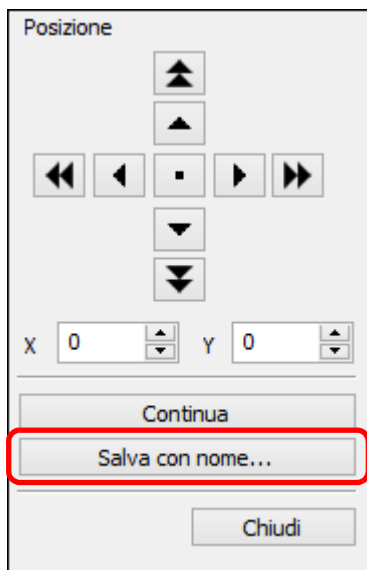 Posizione
X 0 Y 0
Continua
Salva con nome...
Chiudi